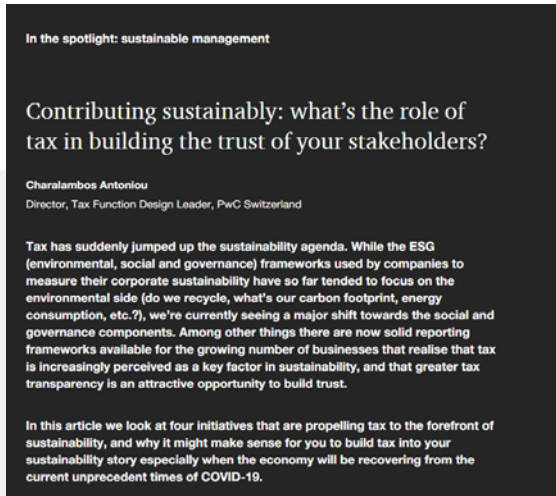 In the spotlight: sustainable management
Contributing sustainably: what's the role of
tax in building the trust of your stakeholders?
Charalambos Antoniou
Director, Tax Function Design Leader, PwC Switzerland
Tax has suddenly jumped up the sustainability agenda. While the ESG
(environmental, social and governance) frameworks used by companies to
measure their corporate sustainability have so far tended to focus on the
environmental side (do we recycle, what's our carbon footprint, energy
consumption, etc.?), we're currently seeing a major shift towards the social and
governance components. Among other things there are now solid reporting
frameworks available for the growing number of businesses that realise that tax
is increasingly perceived as a key factor in sustainability, and that greater tax
transparency is an attractive opportunity to build trust.
In this article we look at four initiatives that are propelling tax to the forefront of
sustainability, and why it might make sense for you to build tax into your
sustainability story especially when the economy will be recovering from the
current unprecedent times of COVID-19.